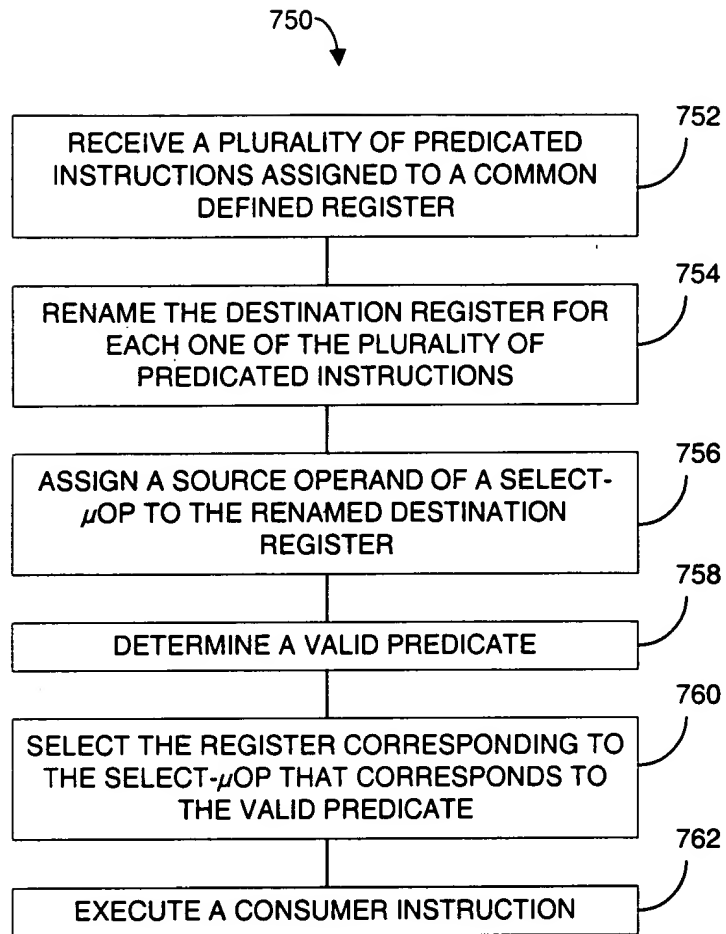 750
752
RECEIVE A PLURALITY OF PREDICATED
INSTRUCTIONS ASSIGNED TO A COMMON
DEFINED REGISTER
754
RENAME THE DESTINATION REGISTER FOR
EACH ONE OF THE PLURALITY OF
PREDICATED INSTRUCTIONS
756
ASSIGN A SOURCE OPERAND OF A SELECT-
μOP TO THE RENAMED DESTINATION
REGISTER
758
DETERMINE A VALID PREDICATE
760
SELECT THE REGISTER CORRESPONDING TO
THE SELECT-μOP THAT CORRESPONDS TO
THE VALID PREDICATE
762
EXECUTE A CONSUMER INSTRUCTION